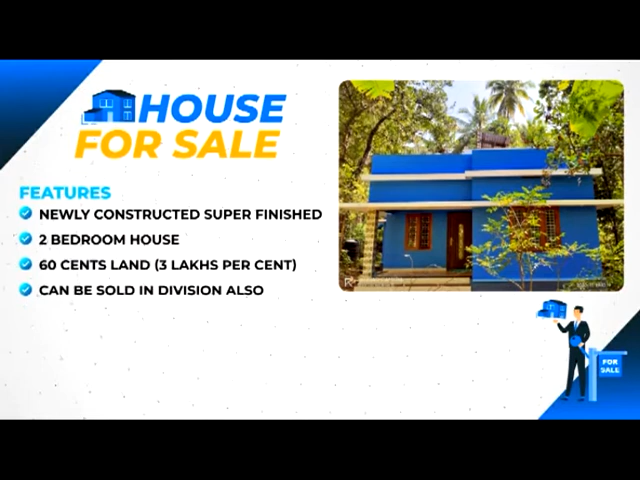 HOUSE
FOR SALE
FEATURES
NEWLY CONSTRUCTED SUPER FINISHED
2 BEDROOM HOUSE
60 CENTS LAND (3 LAKHS PER CENT)
CAN BE SOLD IN DIVISION ALSO
FOR
SALE